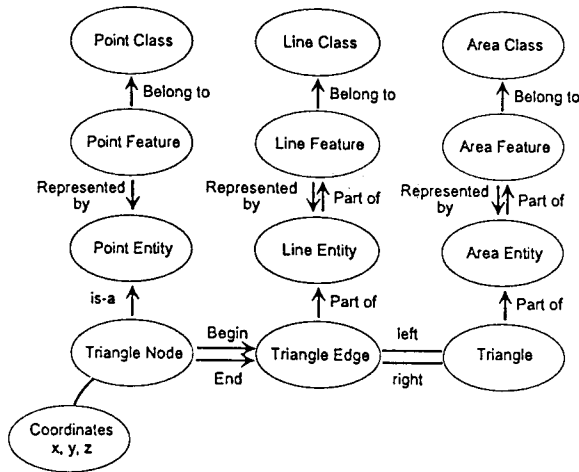 Point Class
Line Class
Area Class
Belong to
Belong to
Belong to
Point Feature
Line Feature
Area Feature
Represented
by
Represented
by
Part of
Represented
by
Part of
Point Entity
Line Entity
Area Entity
is-a
Part of
Part of
Begin
left
Triangle Node
Triangle Edge
Triangle
End
right
Coordinates
x, y, z